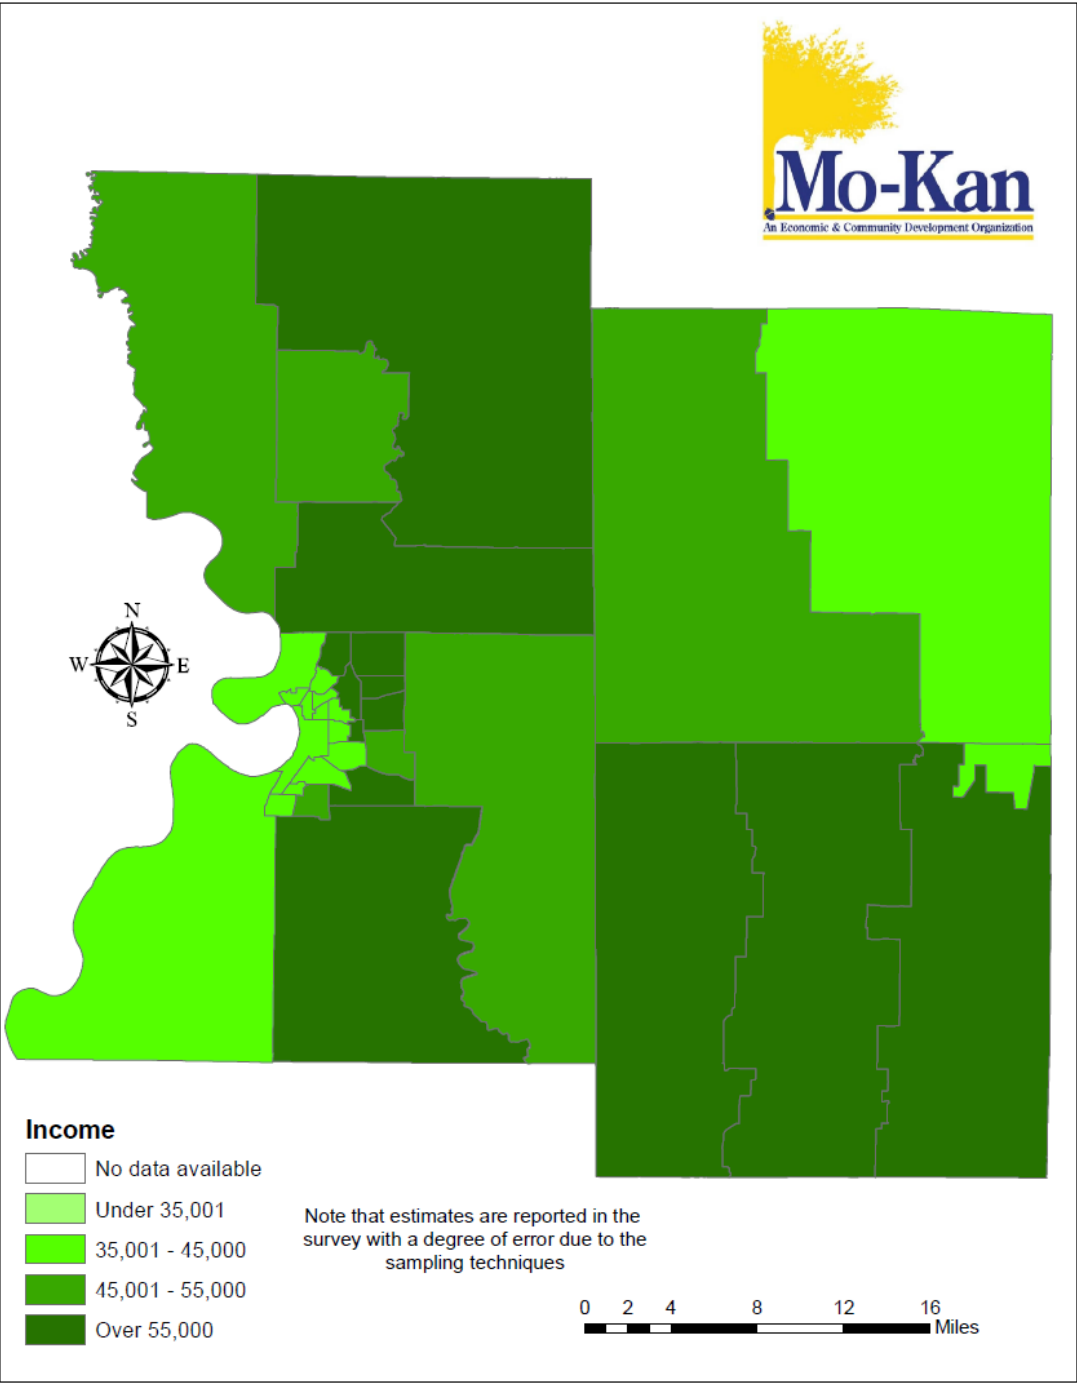 Mo-Kan
An Economic & Community Development Organization
N
W E
S
Income
No data available
Under 35,001
35,001 - 45,000
45,001 - 55,000
Over 55,000
Note that estimates are reported in the
survey with a degree of error due to the
sampling techniques
0 2 4 8 12 16
Miles